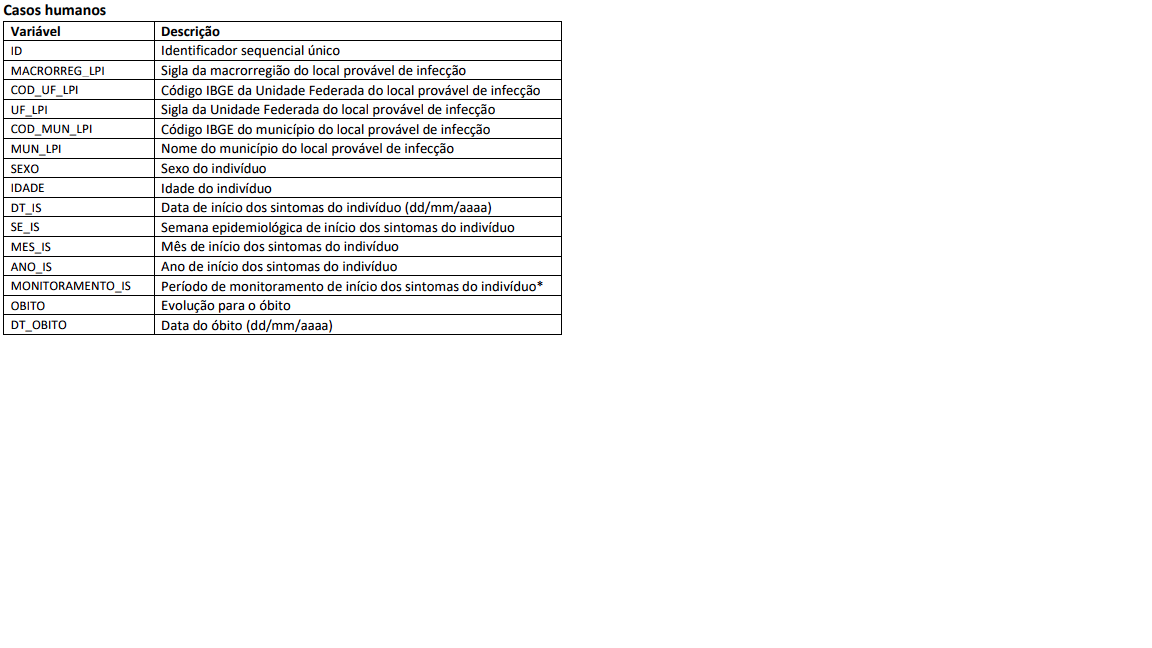 Casos humanos
Variável Descrição
ID Identificador sequencial único
MACRORREG_LPI Sigla da macrorregião do local provável de infecção
COD_UF_LPI Código IBGE da Unidade Federada do local provável de infecção
UF_LPI Sigla da Unidade Federada do local provável de infecção
COD_MUN_LPI Código IBGE do município do local provável de infecção
MUN_LPI Nome do município do local provável de infecção
SEXO Sexo do indivíduo
IDADE Idade do indivíduo
DT_IS Data de início dos sintomas do indivíduo (dd/mm/aaaa)
SE_IS Semana epidemiológica de início dos sintomas do indivíduo
MES_IS Mês de início dos sintomas do indivíduo
ANO_IS Ano de início dos sintomas do indivíduo
MONITORAMENTO_IS Período de monitoramento de início dos sintomas do indivíduo*
OBITO Evolução para o óbito
DT_OBITO Data do óbito (dd/mm/aaaa)